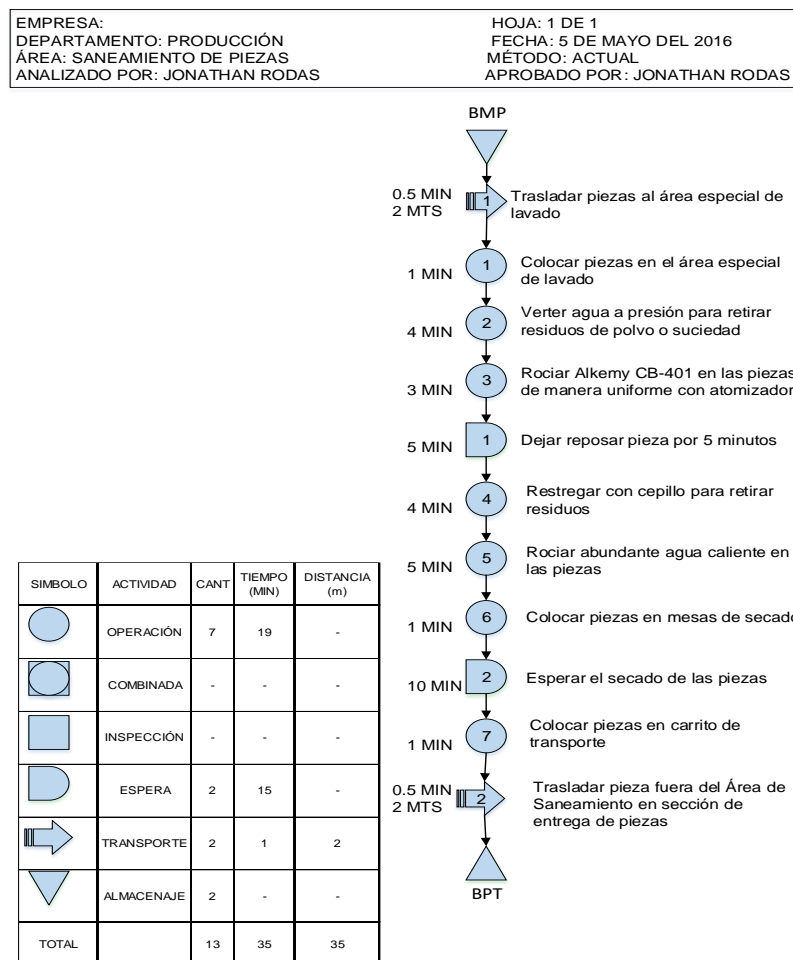 EMPRESA:
DEPARTAMENTO: PRODUCCIÓN
ÁREA: SANEAMIENTO DE PIEZAS
ANALIZADO POR: JONATHAN RODAS
HOJA: 1 DE 1
FECHA: 5 DE MAYO DEL 2016
MÉTODO: ACTUAL
APROBADO POR: JONATHAN RODAS
BMP
0.5 MIN
2 MTS
1
Trasladar piezas al área especial de
lavado
1 MIN
1
Colocar piezas en el área especial
de lavado
4 MIN
2
Verter agua a presión para retirar
residuos de polvo o suciedad
3 MIN
3
Rociar Alkemy CB-401 en las piezas
de manera uniforme con atomizador
5 MIN
1
Dejar reposar pieza por 5 minutos
4 MIN
4
Restregar con cepillo para retirar
residuos
5 MIN
5
Rociar abundante agua caliente en
las piezas
1 MIN
6
Colocar piezas en mesas de secado
10 MIN
2
Esperar el secado de las piezas
1 MIN
7
Colocar piezas en carrito de
transporte
0.5 MIN
2 MTS
2
Trasladar pieza fuera del Área de
Saneamiento en sección de
entrega de piezas
BPT
SIMBOLO ACTIVIDAD CANT TIEMPO (MIN) DISTANCIA (m)
OPERACIÓN 7 19 -
COMBINADA - - -
INSPECCIÓN - - -
ESPERA 2 15 -
TRANSPORTE 2 1 2
ALMACENAJE 2 - -
TOTAL 13 35 35